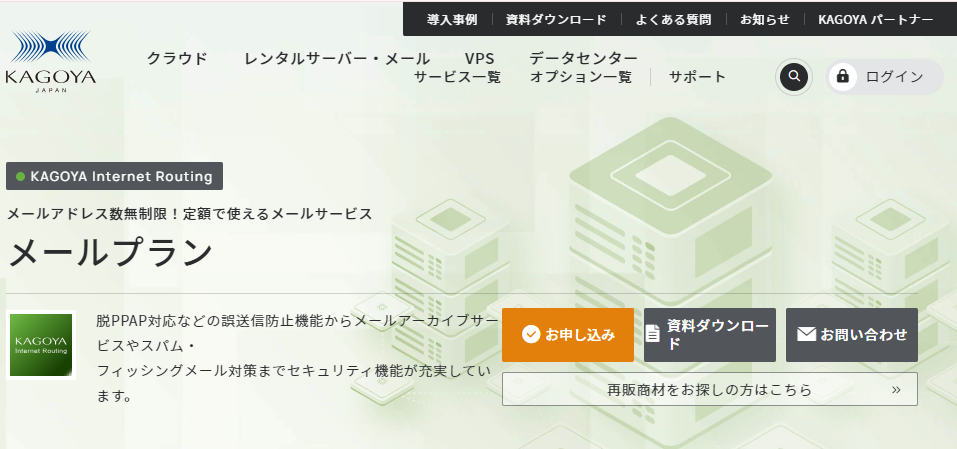 導入事例
資料ダウンロード
よくある質問
お知らせ
KAGOYA パートナー
KAGOYA
JAPAN
クラウド
レンタルサーバー・メール
VPS
データセンター
サービス一覧
オプション一覧
サポート
ログイン
KAGOYA Internet Routing
メールアドレス数無制限！定額で使えるメールサービス
メールプラン
KAGOYA
Internet Routing
脱PPAP対応などの誤送信防止機能からメールアーカイブサー
ビスやスパム・
フィッシングメール対策までセキュリティ機能が充実してい
ます。
お申し込み
資料ダウンロー
ド
お問い合わせ
再販商材をお探しの方はこちら